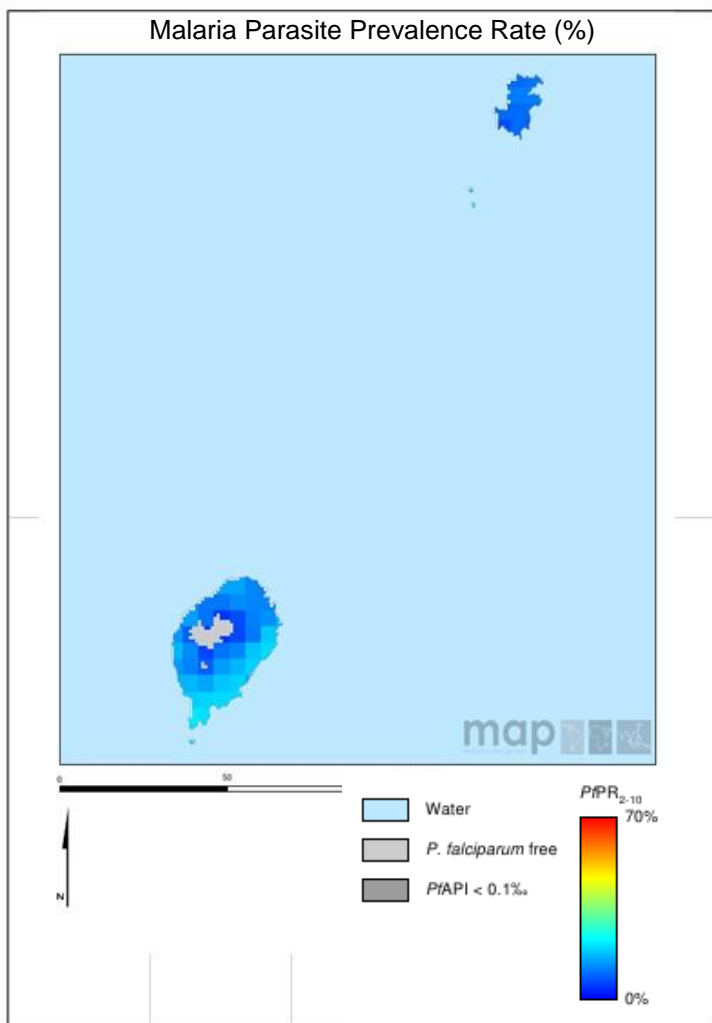 Malaria Parasite Prevalence Rate (%)
map
0 50
Water
P. falciparum free
PfAPI < 0.1‰
N
PfPR2-10
70%
0%